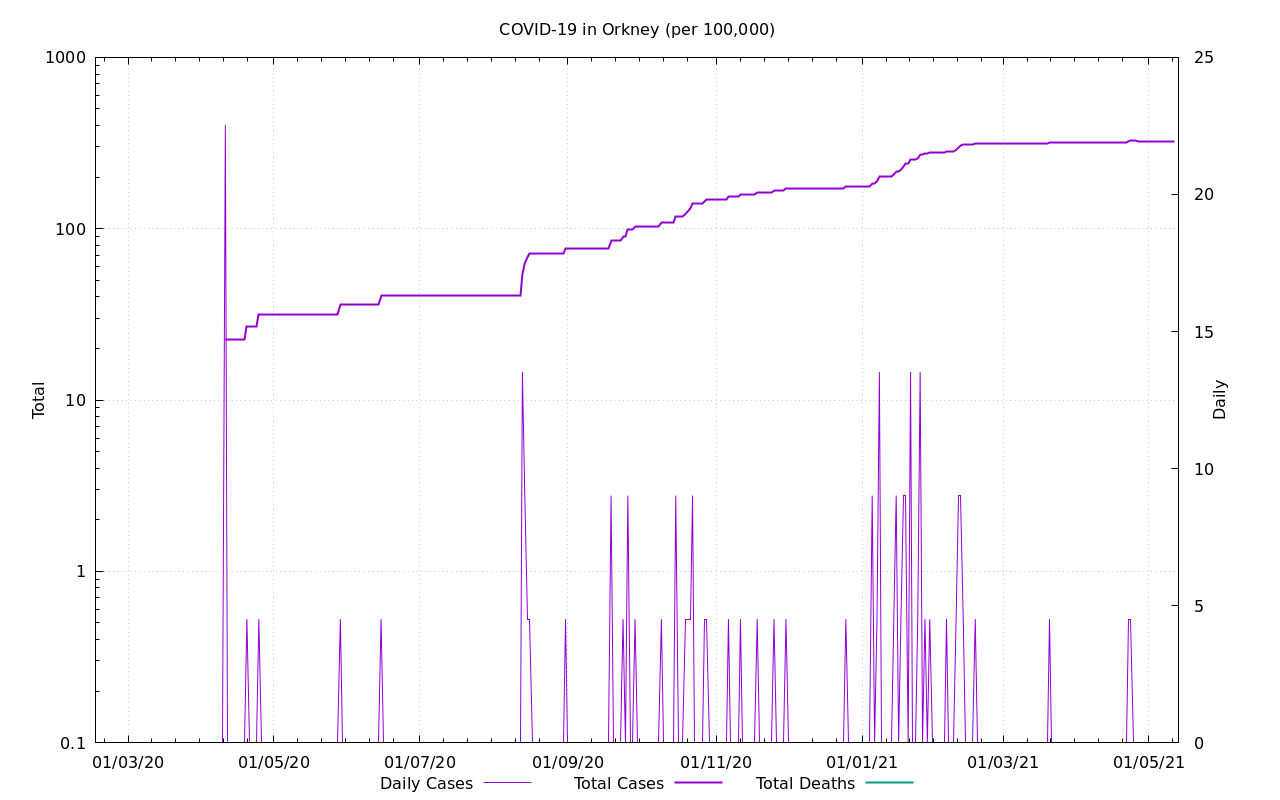 COVID-19 in Orkney (per 100,000)
1000
100
10
1
0.1
Total
25
20
15
10
5
0
Daily
01/03/20 01/05/20 01/07/20 01/09/20 01/11/20 01/01/21 01/03/21 01/05/21
Daily Cases Total Cases Total Deaths